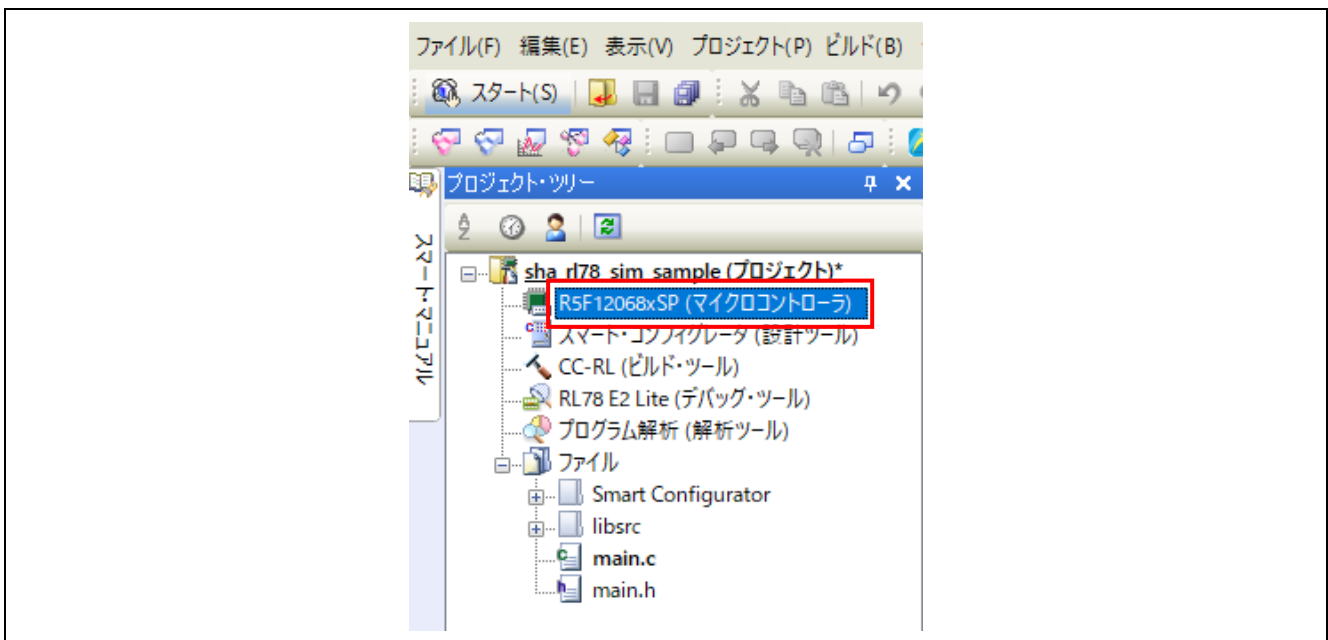 ファイル(F) 編集(E) 表示(V) プロジェクト(P) ビルド(B)
スタート(S)
プロジェクト・ツリー
スマート・マニュアル
sha_rl78_sim_sample (プロジェクト)*
R5F12068xSP (マイクロコントローラ)
スマート・コンフィグレータ (設計ツール)
CC-RL (ビルド・ツール)
RL78 E2 Lite (デバッグ・ツール)
プログラム解析 (解析ツール)
ファイル
Smart Configurator
libsrc
main.c
main.h